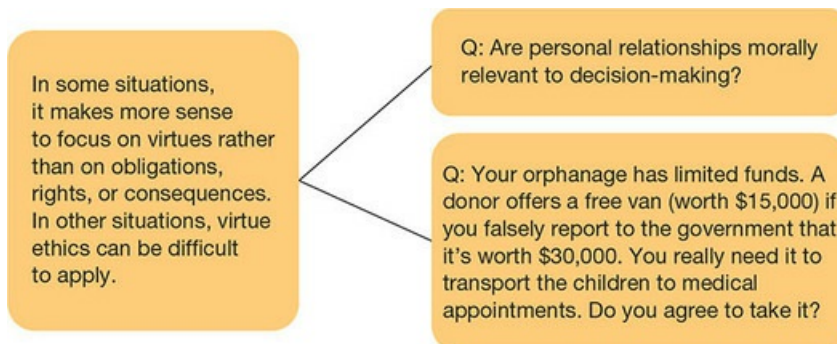 In some situations,
it makes more sense
to focus on virtues rather
than on obligations,
rights, or consequences.
In other situations, virtue
ethics can be difficult
to apply.
Q: Are personal relationships morally
relevant to decision-making?
Q: Your orphanage has limited funds. A
donor offers a free van (worth $15,000) if
you falsely report to the government that
it's worth $30,000. You really need it to
transport the children to medical
appointments. Do you agree to take it?